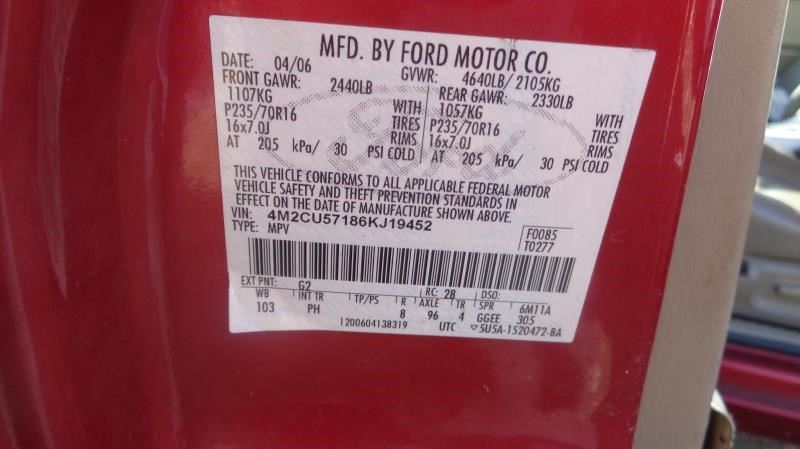 MFD. BY FORD MOTOR CO.
DATE: 04/06 GVWR: 4640LB/ 2105KG
FRONT GAWR: 2440LB REAR GAWR: 2330LB
1107KG WITH 1057KG WITH
P235/70R16 TIRES P235/70R16 TIRES
16x7.0J RIMS 16x7.0J RIMS
AT 205 kPa/ 30 PSI COLD AT 205 kPa/ 30 PSI COLD
Ford
THIS VEHICLE CONFORMS TO ALL APPLICABLE FEDERAL MOTOR
VEHICLE SAFETY AND THEFT PREVENTION STANDARDS IN
EFFECT ON THE DATE OF MANUFACTURE SHOWN ABOVE.
VIN: 4M2CU57186KJ19452
TYPE: MPV
F0085
T0277
EXT PNT: G2 RC: 28 DSO:
WB INT TR TP/PS R AXLE TR SPR 6M11A
103 PH 8 96 4 GGEE 305
1200604138319 UTC 5U5A-1520472-BA